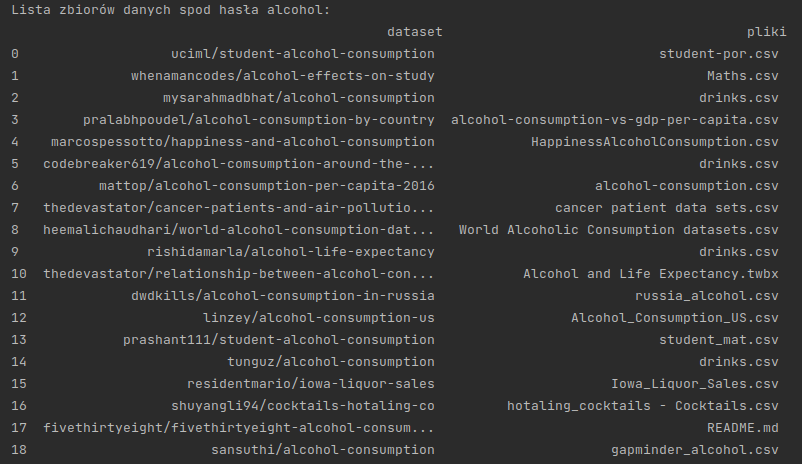 Lista zbiorów danych spod hasła alcohol:
dataset pliki
0 uciml/student-alcohol-consumption student-por.csv
1 whenamancodes/alcohol-effects-on-study Maths.csv
2 mysarahmadbhat/alcohol-consumption drinks.csv
3 pralabhpoudel/alcohol-consumption-by-country alcohol-consumption-vs-gdp-per-capita.csv
4 marcospessotto/happiness-and-alcohol-consumption HappinessAlcoholConsumption.csv
5 codebreaker619/alcohol-comsumption-around-the-... drinks.csv
6 mattop/alcohol-consumption-per-capita-2016 alcohol-consumption.csv
7 thedevastator/cancer-patients-and-air-pollutio... cancer patient data sets.csv
8 heemalichaudhari/world-alcohol-consumption-dat... World Alcoholic Consumption datasets.csv
9 rishidamarla/alcohol-life-expectancy drinks.csv
10 thedevastator/relationship-between-alcohol-con... Alcohol and Life Expectancy.twbx
11 dwdkills/alcohol-consumption-in-russia russia_alcohol.csv
12 linzey/alcohol-consumption-us Alcohol_Consumption_US.csv
13 prashant111/student-alcohol-consumption student_mat.csv
14 tunguz/alcohol-consumption drinks.csv
15 residentmario/iowa-liquor-sales Iowa_Liquor_Sales.csv
16 shuyangli94/cocktails-hotaling-co hotaling_cocktails - Cocktails.csv
17 fivethirtyeight/fivethirtyeight-alcohol-consum... README.md
18 sansuthi/alcohol-consumption gapminder_alcohol.csv